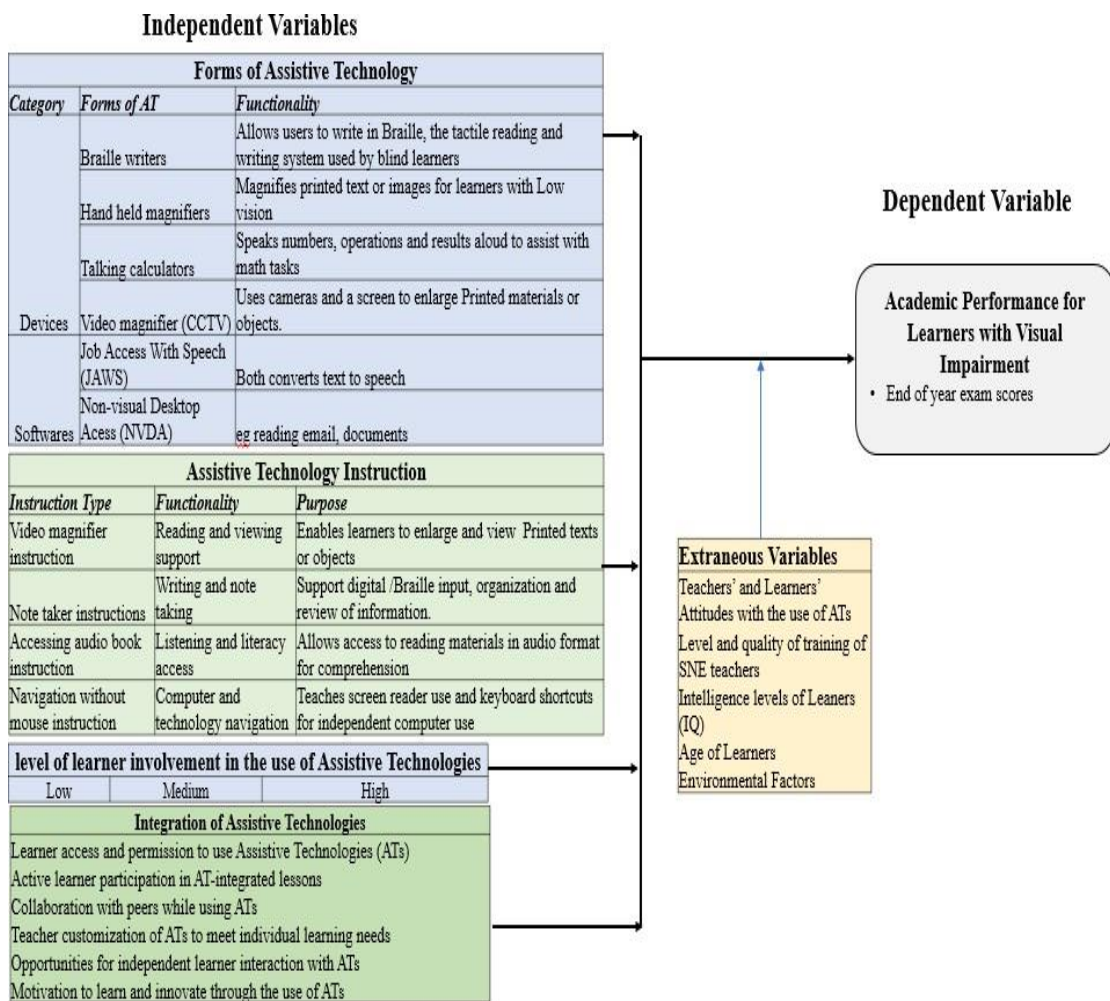 Independent Variables
Forms of Assistive Technology
Category Forms of AT Functionality
Braille writers
Allows users to write in Braille, the tactile reading and
writing system used by blind learners
Hand held magnifiers
Magnifies printed text or images for learners with Low
vision
Talking calculators
Speaks numbers, operations and results aloud to assist with
math tasks
Devices
Video magnifier (CCTV)
Uses cameras and a screen to enlarge Printed materials or
objects.
Job Access With Speech
(JAWS)
Both converts text to speech
Softwares
Non-visual Desktop
Acess (NVDA)
eg reading email, documents
Assistive Technology Instruction
Instruction Type Functionality Purpose
Video magnifier
instruction
Reading and viewing
support
Enables learners to enlarge and view Printed texts
or objects
Note taker instructions
Writing and note
taking
Support digital /Braille input, organization and
review of information.
Accessing audio book
instruction
Listening and literacy
access
Allows access to reading materials in audio format
for comprehension
Navigation without
mouse instruction
Computer and
technology navigation
Teaches screen reader use and keyboard shortcuts
for independent computer use
level of learner involvement in the use of Assistive Technologies
Low Medium High
Integration of Assistive Technologies
Learner access and permission to use Assistive Technologies (ATs)
Active learner participation in AT-integrated lessons
Collaboration with peers while using ATs
Teacher customization of ATs to meet individual learning needs
Opportunities for independent learner interaction with ATs
Motivation to learn and innovate through the use of ATs
Extraneous Variables
Teachers' and Learners'
Attitudes with the use of ATs
Level and quality of training of
SNE teachers
Intelligence levels of Leaners
(IQ)
Age of Learners
Environmental Factors
Dependent Variable
Academic Performance for
Learners with Visual
Impairment
• End of year exam scores